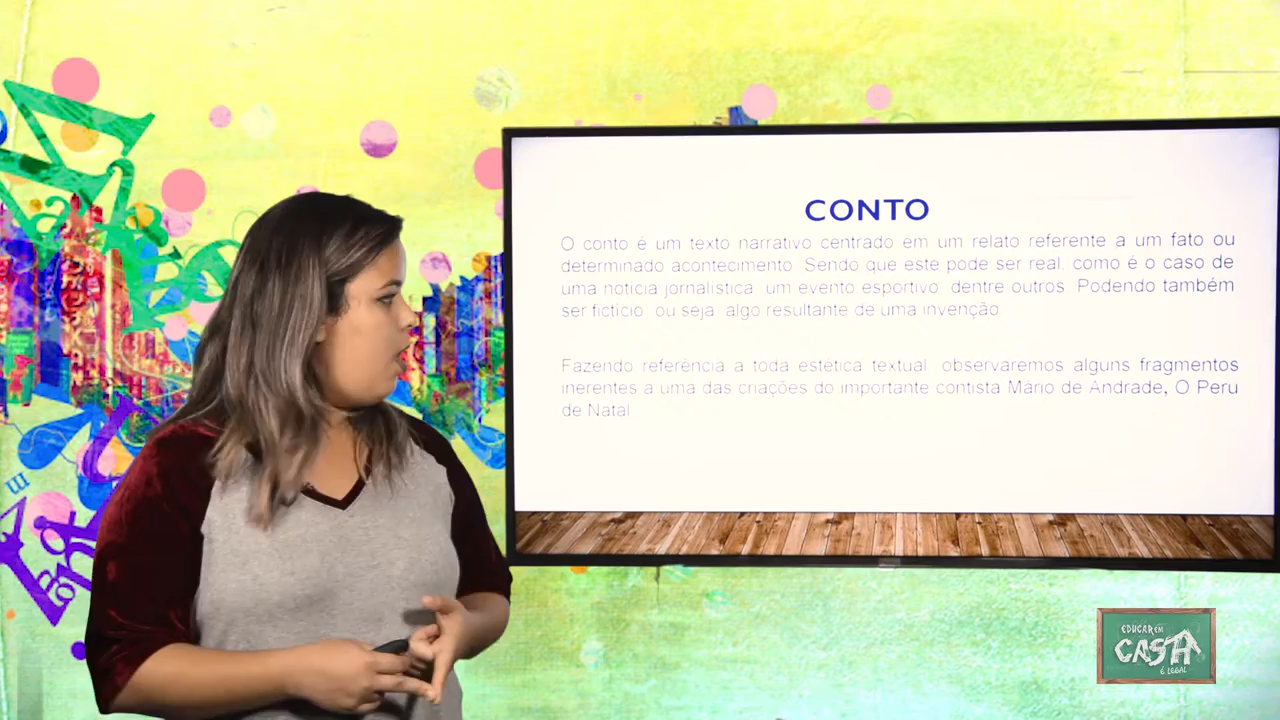 CONTO
O conto é um texto narrativo centrado em um relato referente a um fato ou
determinado acontecimento. Sendo que este pode ser real, como é o caso de
uma notícia jornalística, um evento esportivo, dentre outros. Podendo também
ser fictício, ou seja, algo resultante de uma invenção.
Fazendo referência a toda estética textual, observaremos alguns fragmentos
inerentes a uma das criações do importante contista Mário de Andrade, O Peru
de Natal.
EDUCAR EM
CASA
É LEGAL